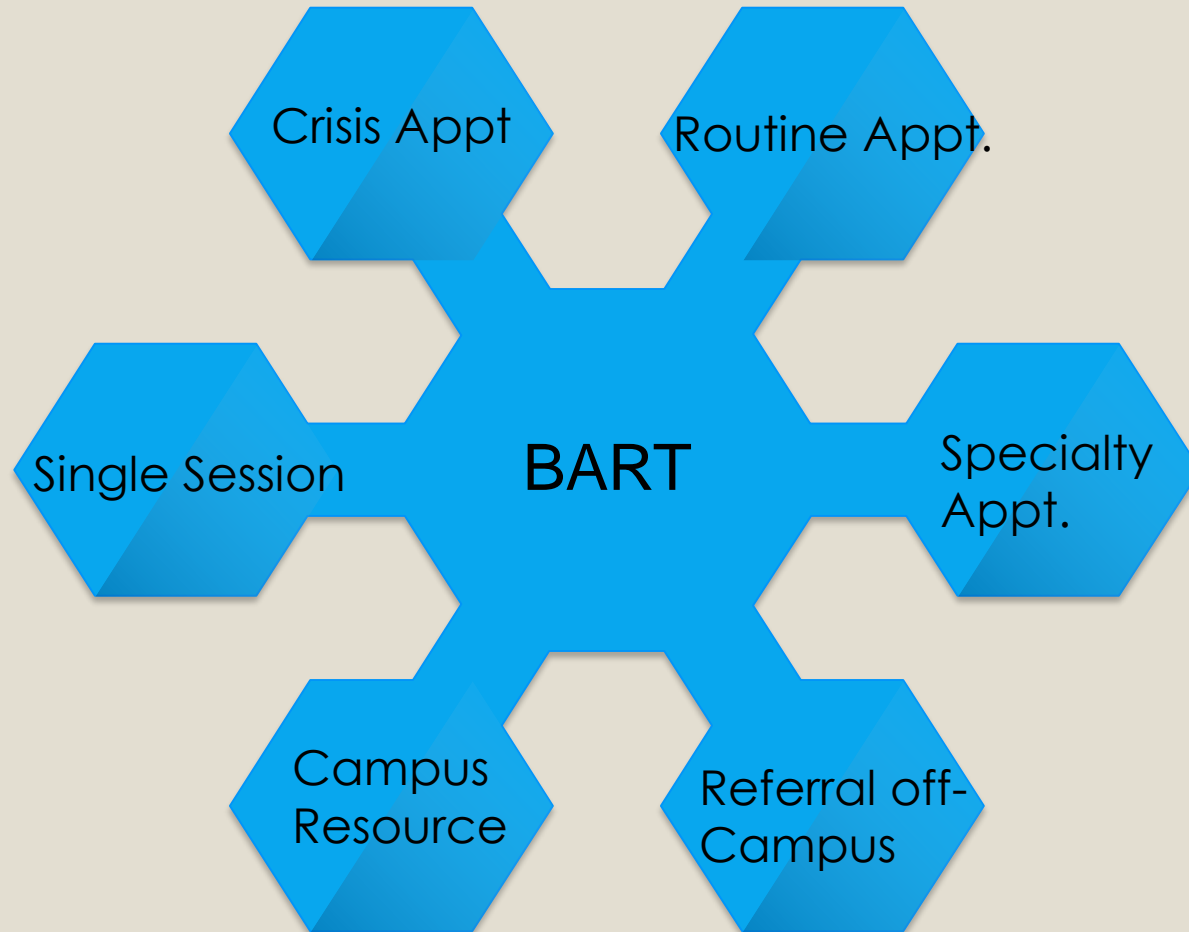 Crisis Appt
Routine Appt.
Single Session
BART
Specialty
Appt.
Campus
Resource
Referral off-
Campus